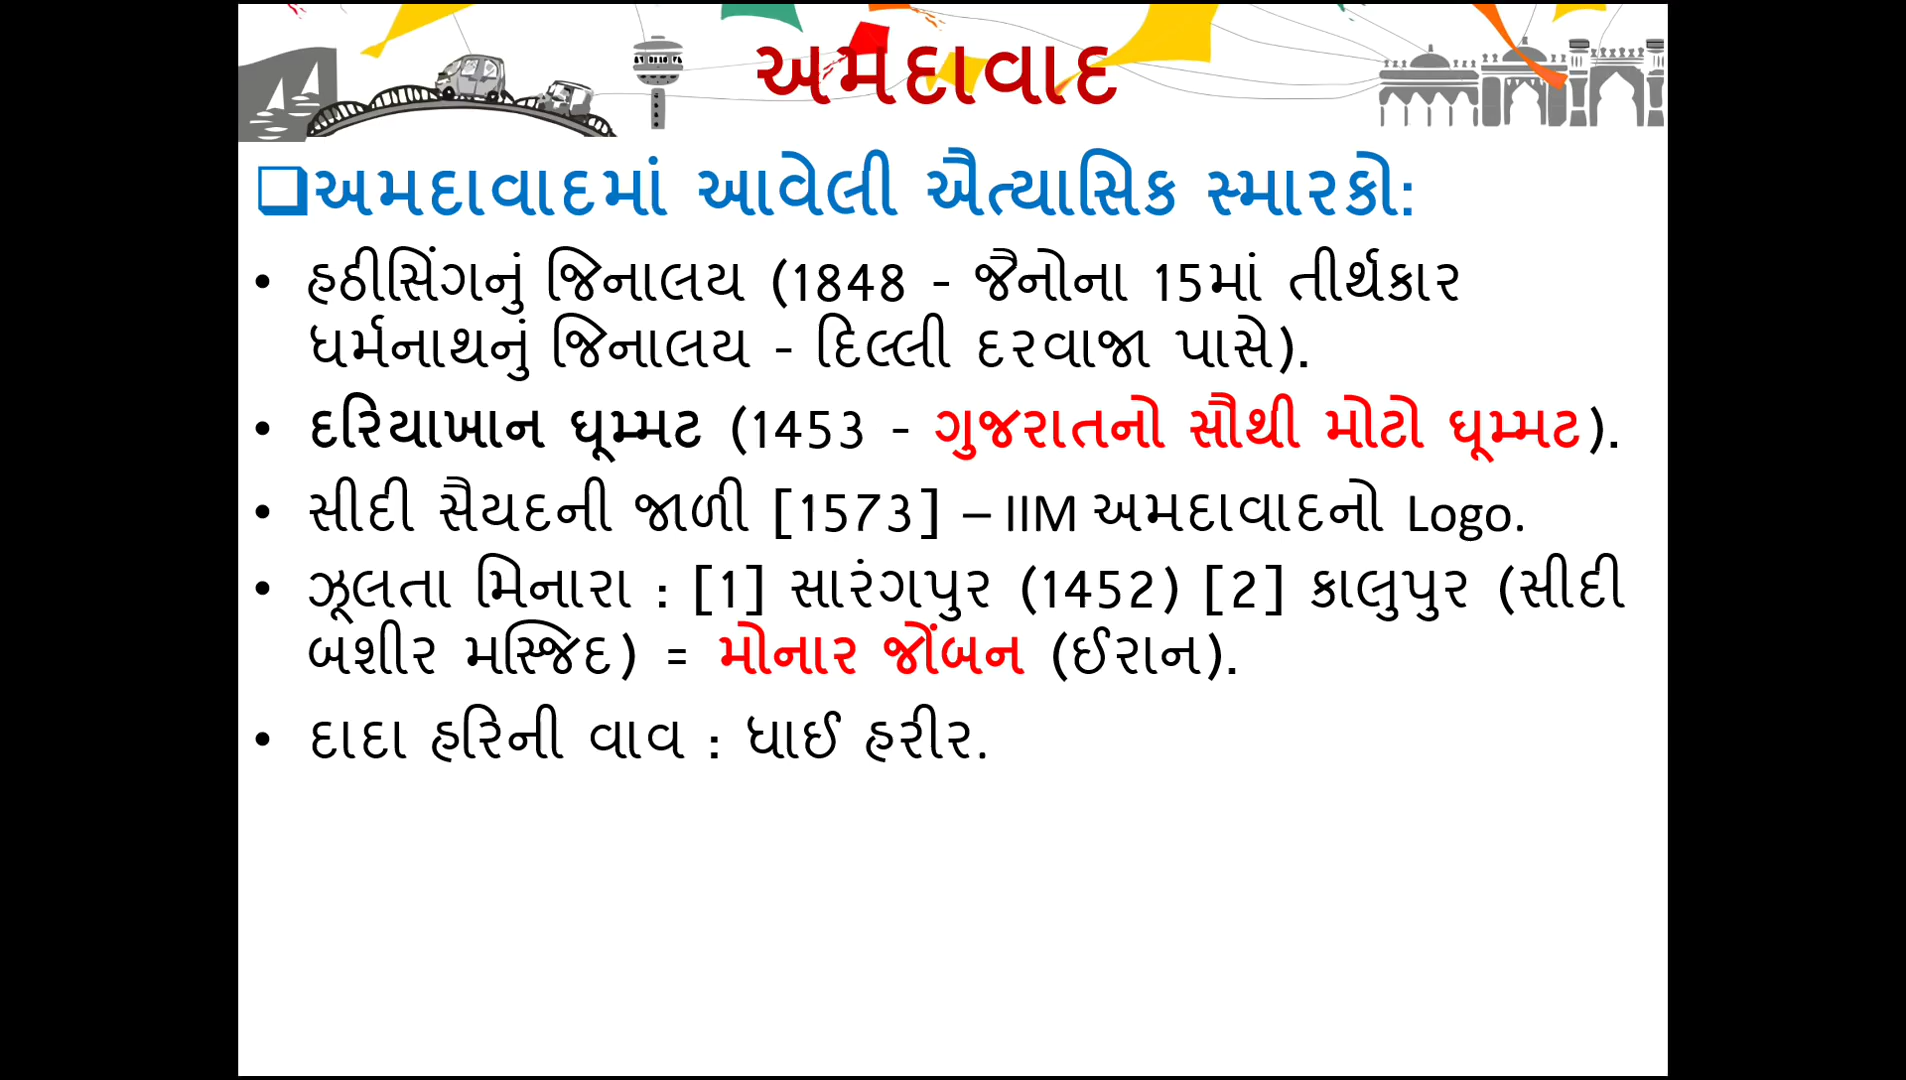 અમદાવાદ
❑અમદાવાદમાં આવેલી ઐત્યાસિક સ્મારકો:
• હઠીસિંગનું જિનાલય (1848 - જૈનોના 15માં તીર્થકાર
ધર્મનાથનું જિનાલય - દિલ્લી દરવાજા પાસે).
• દરિયાખાન ઘૂમ્મટ (1453 - ગુજરાતનો સૌથી મોટો ઘૂમ્મટ).
• સીદી સૈયદની જાળી [1573] – IIM અમદાવાદનો Logo.
• ઝૂલતા મિનારા : [1] સારંગપુર (1452) [2] કાલુપુર (સીદી
બશીર મસ્જિદ) = મોનાર જોંબન (ઈરાન).
• દાદા હરિની વાવ : ધાઈ હરીર.